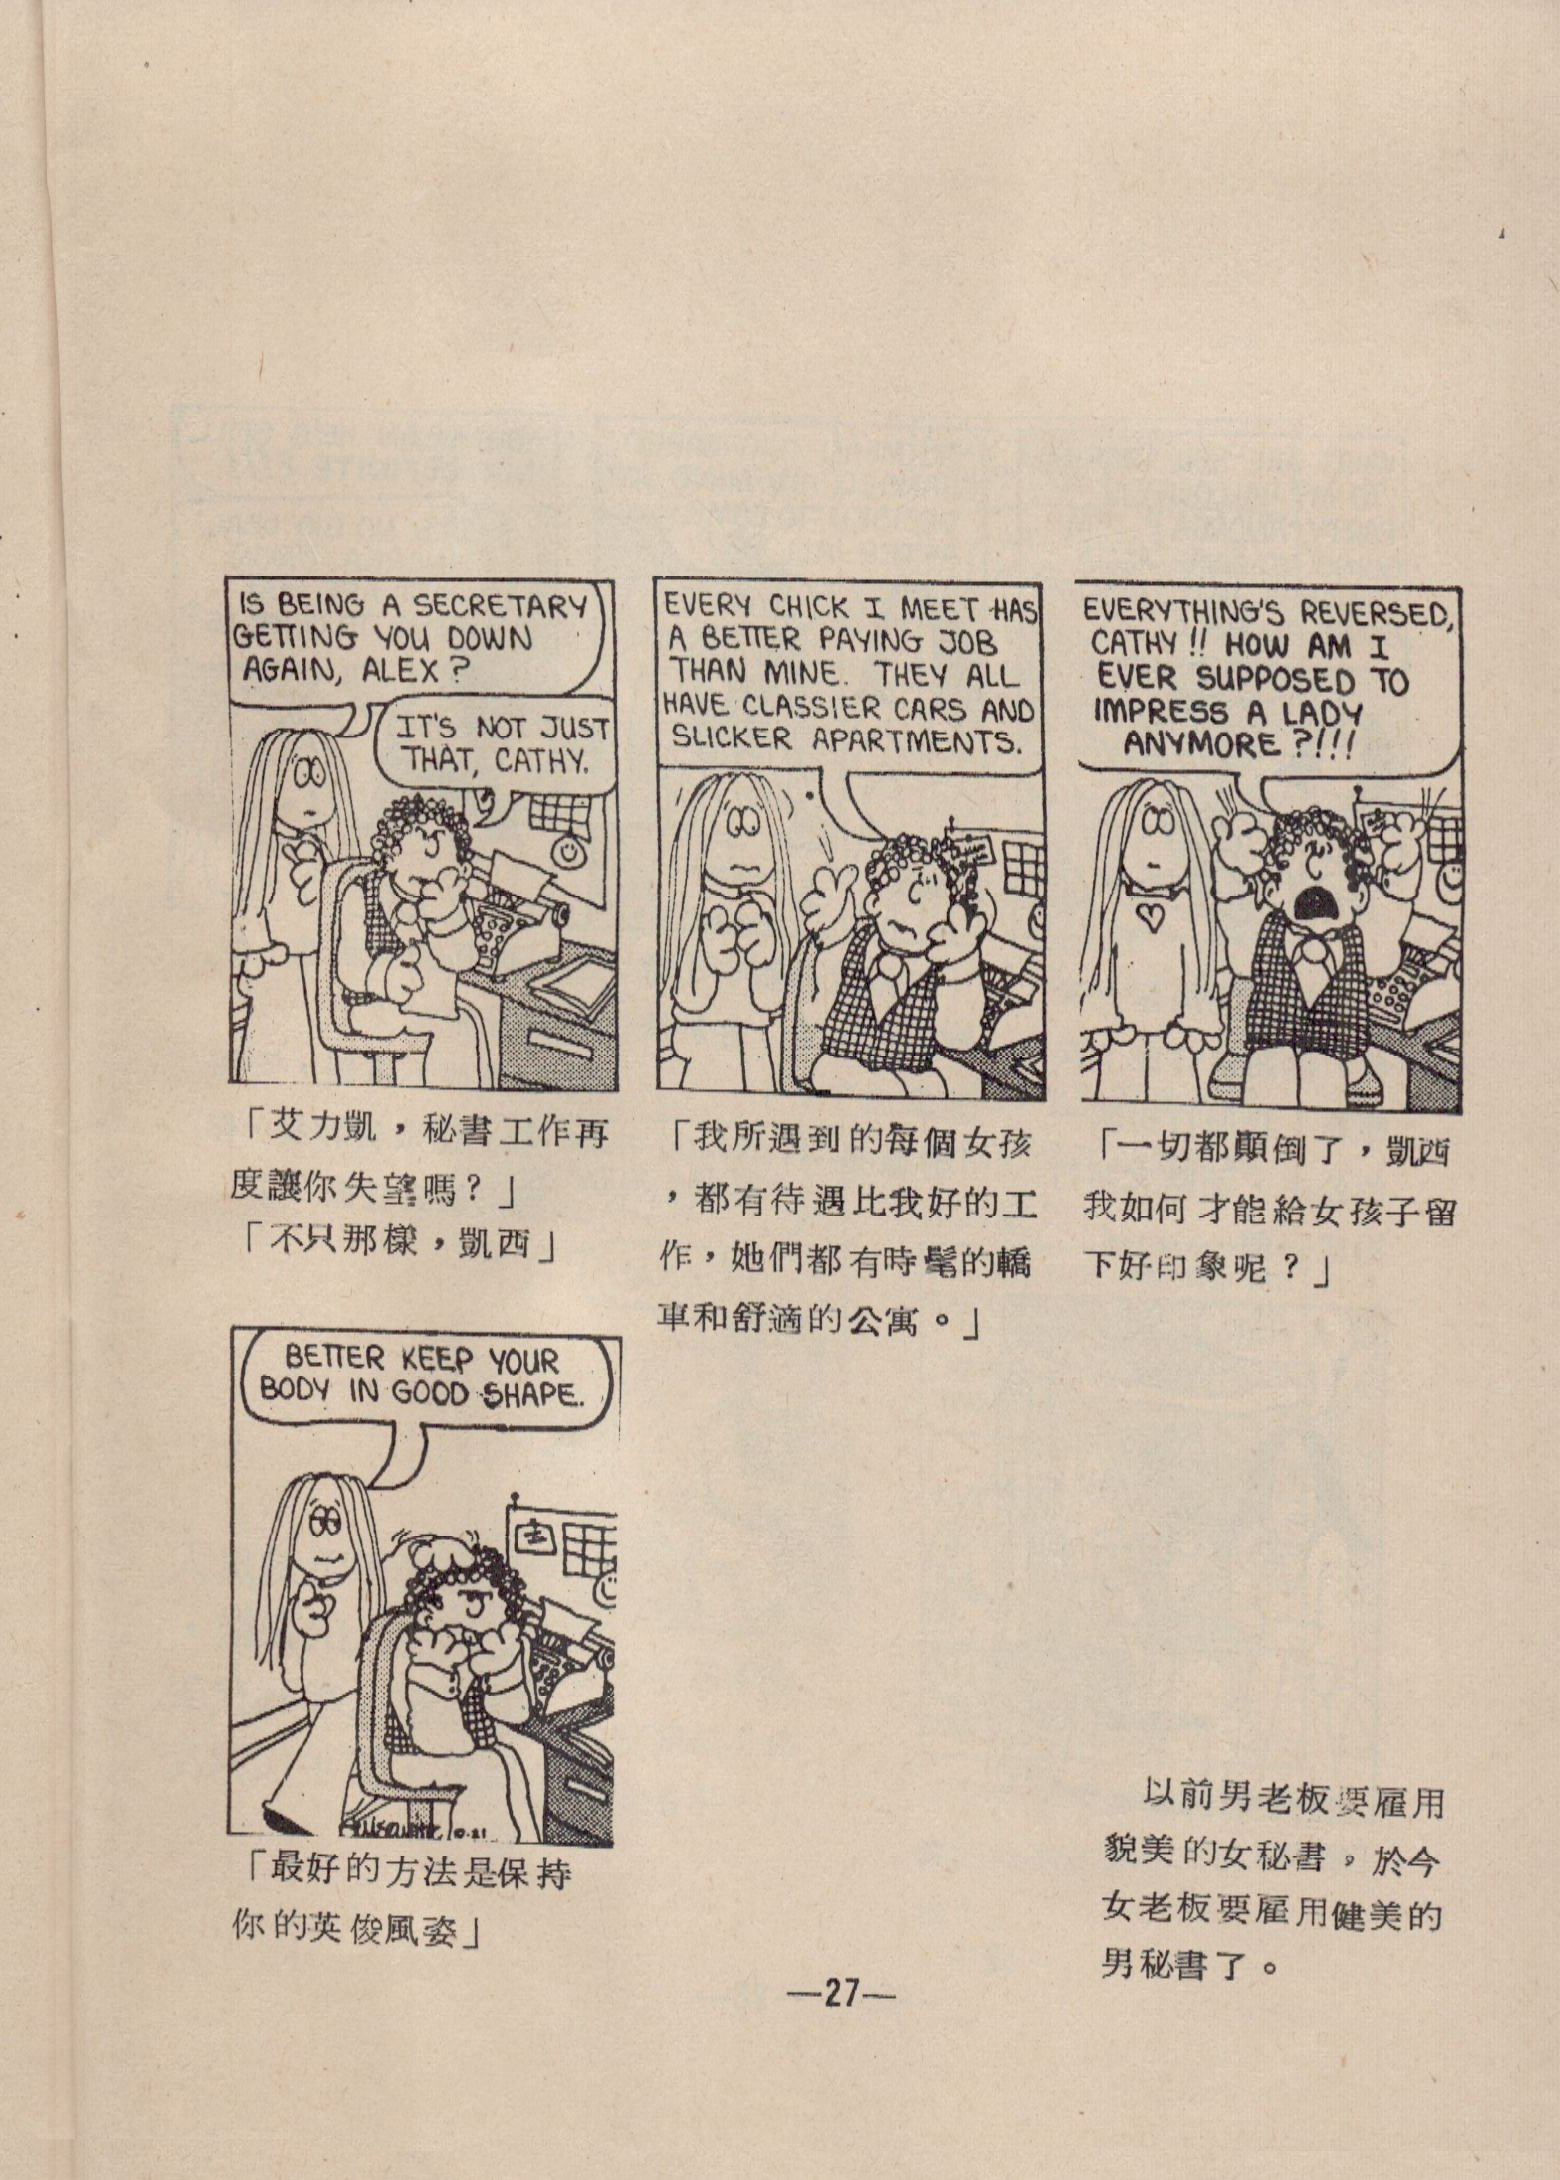 IS BEING A SECRETARY
GETTING YOU DOWN
AGAIN, ALEX?
IT'S NOT JUST
THAT, CATHY.
「艾力凱，秘書工作再
度讓你失望嗎？」
「不只那樣，凱西」
EVERY CHICK I MEET HAS
A BETTER PAYING JOB
THAN MINE. THEY ALL
HAVE CLASSIER CARS AND
SLICKER APARTMENTS.
「我所遇到的每個女孩
，都有待遇比我好的工
作，她們都有時髦的轎
車和舒適的公寓。」
EVERYTHING'S REVERSED,
CATHY!! HOW AM I
EVER SUPPOSED TO
IMPRESS A LADY
ANYMORE?!!!
「一切都顛倒了，凱西
我如何才能給女孩子留
下好印象呢？」
BETTER KEEP YOUR
BODY IN GOOD SHAPE.
「最好的方法是保持
你的英俊風姿」
以前男老板要雇用
貌美的女秘書，於今
女老板要雇用健美的
男秘書了。
—27—